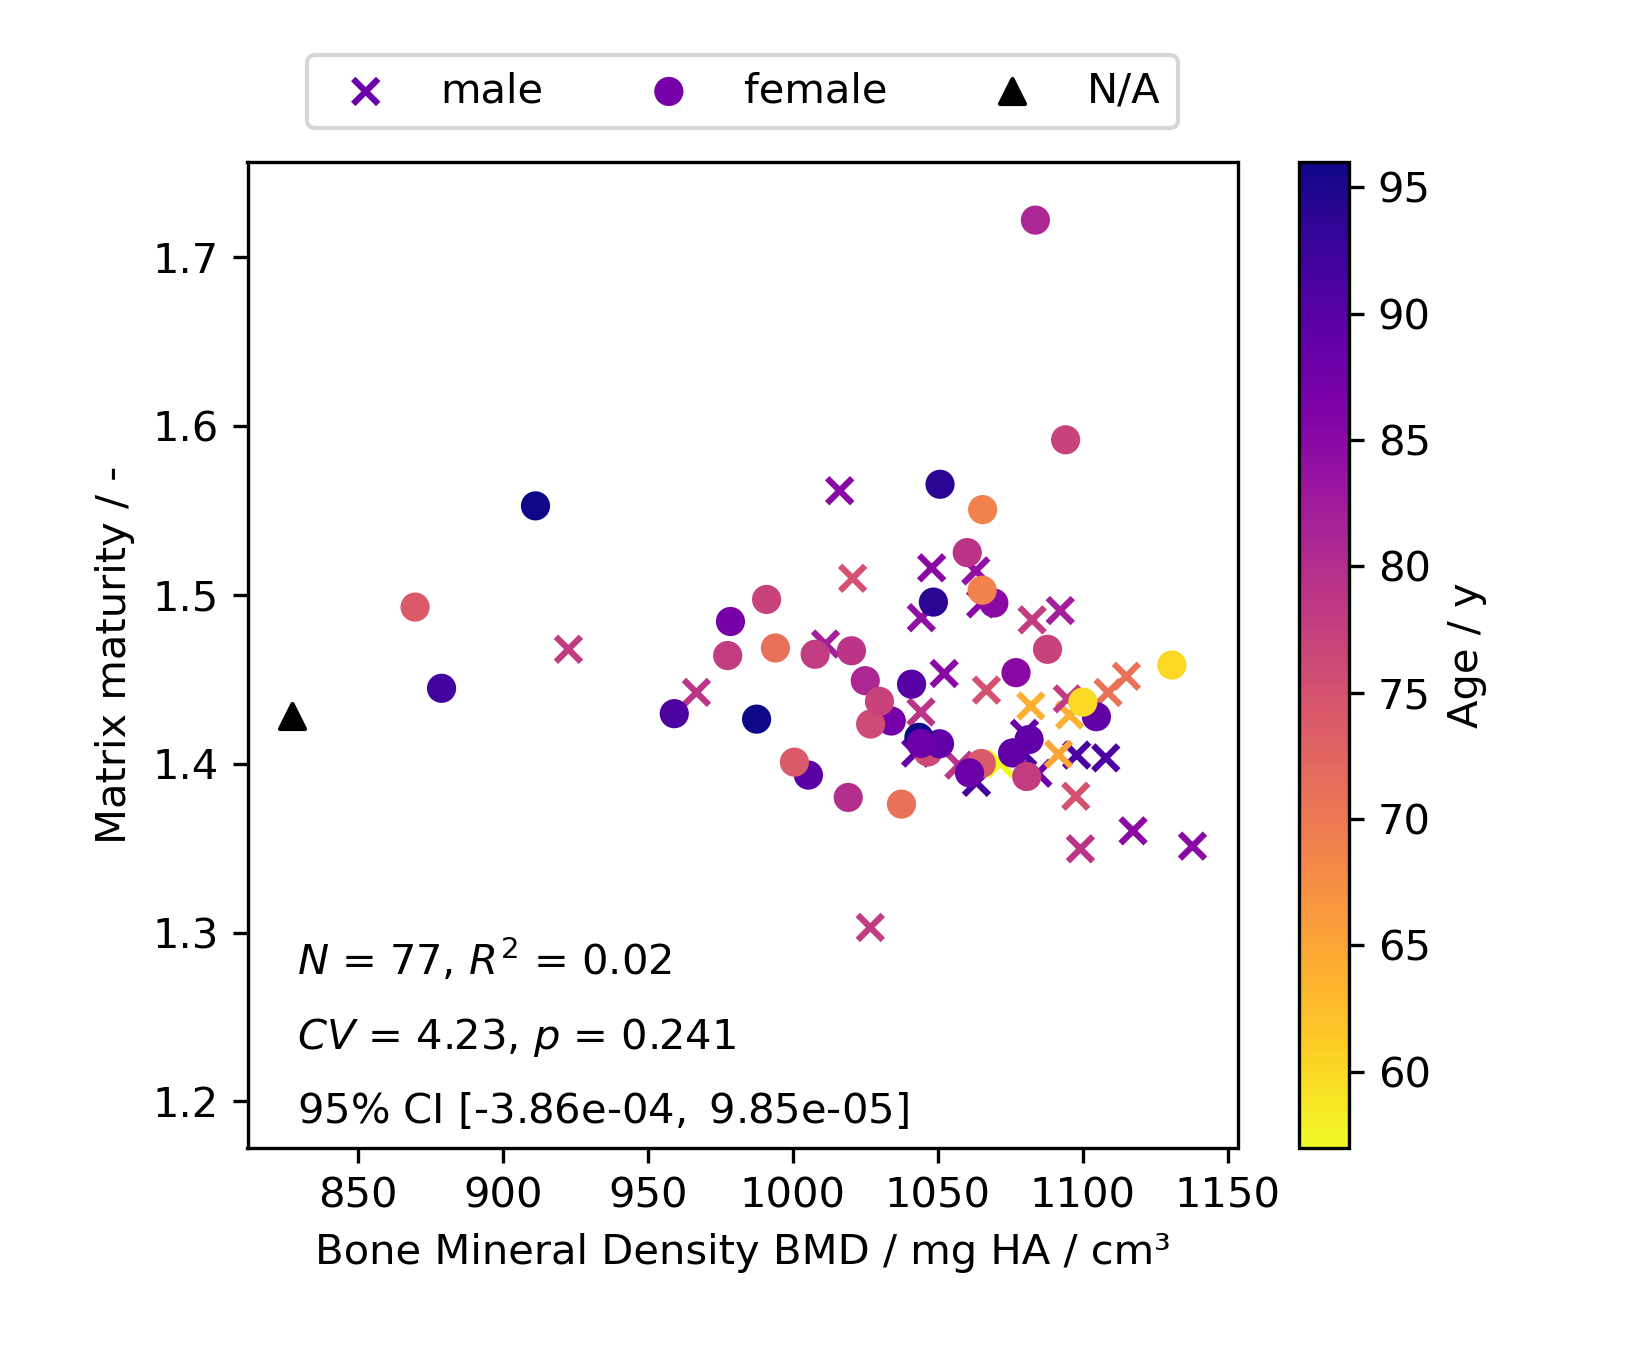 male female N/A
1.7
1.6
1.5
1.4
1.3
1.2
Matrix maturity / -
N = 77, R² = 0.02
CV = 4.23, p = 0.241
95% CI [-3.86e-04, 9.85e-05]
850 900 950 1000 1050 1100 1150
Bone Mineral Density BMD / mg HA / cm³
95
90
85
80
75
70
65
60
Age / y